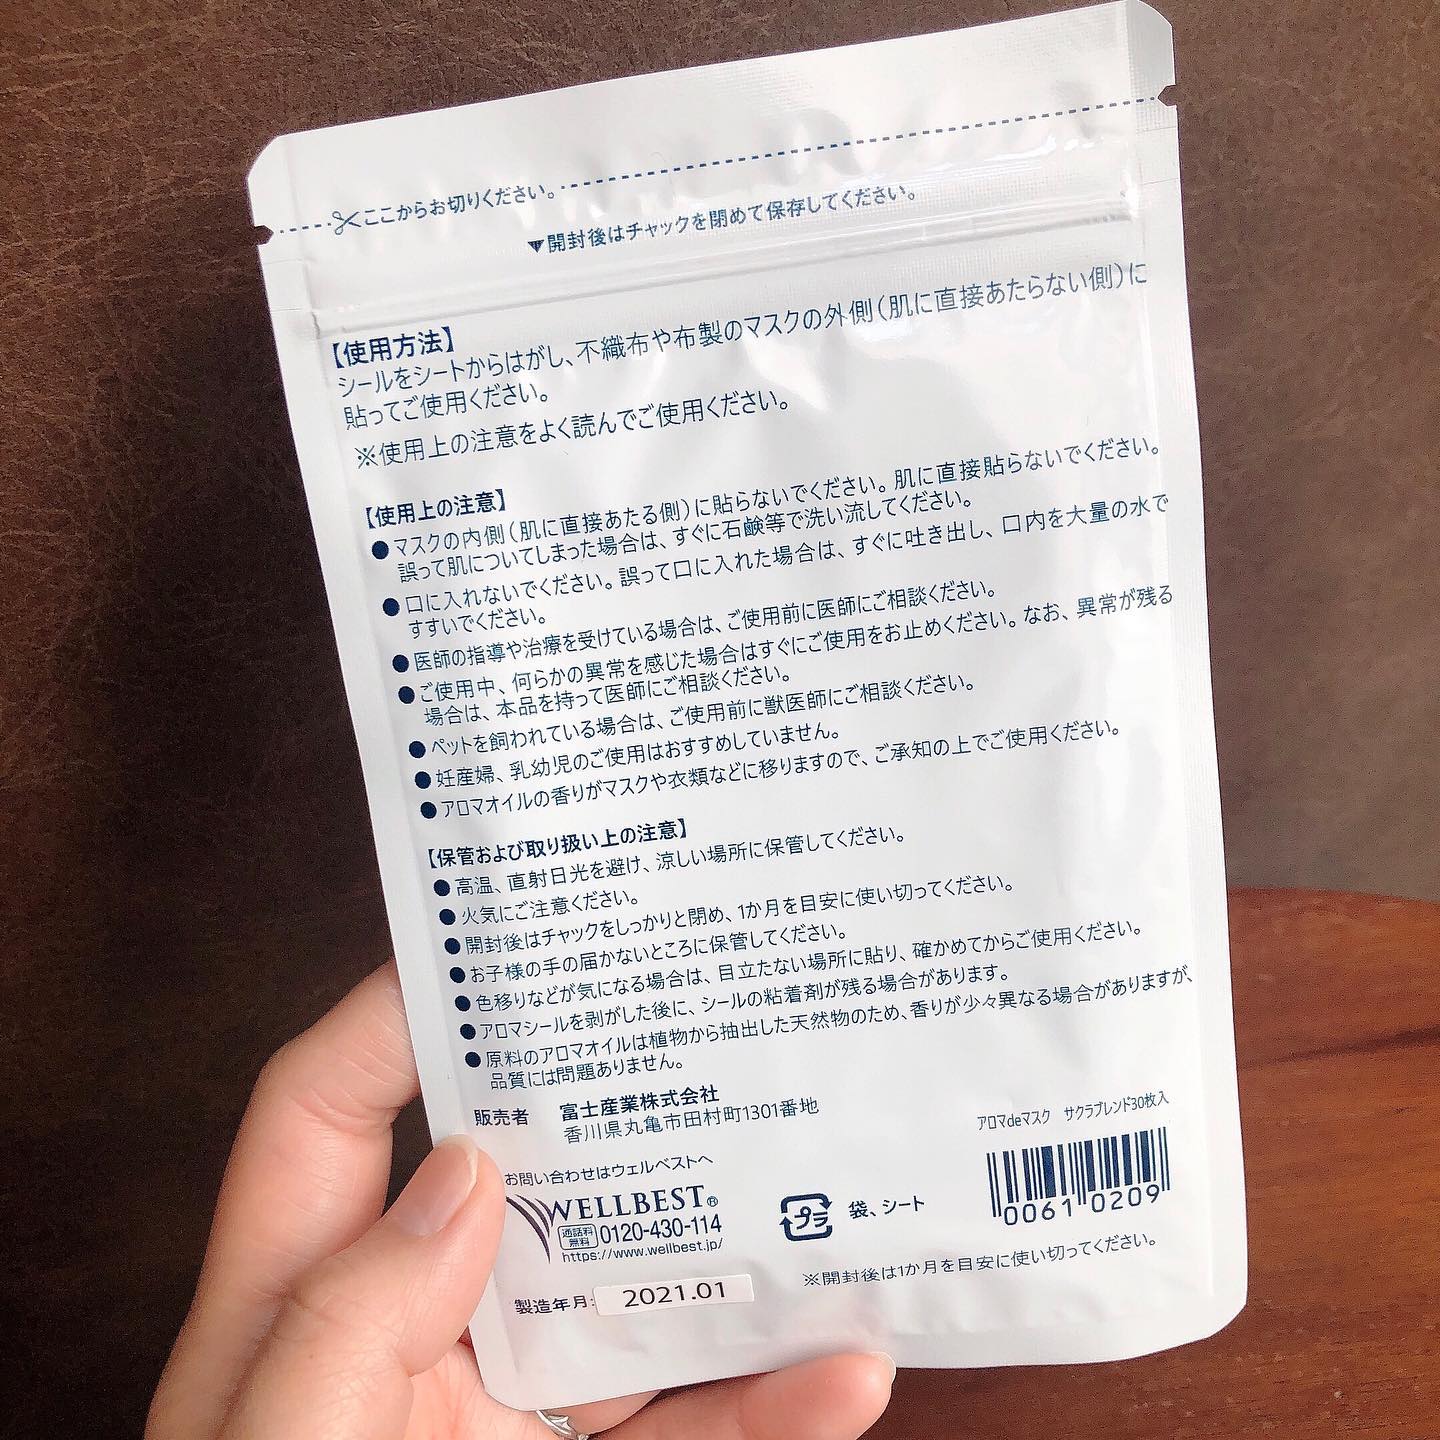 ここからお切りください。
▼開封後はチャックを閉めて保存してください。
【使用方法】
シールをシートからはがし、不織布や布製のマスクの外側(肌に直接あたらない側)に
貼ってご使用ください。
※使用上の注意をよく読んでご使用ください。
【使用上の注意】
●マスクの内側(肌に直接あたる側)に貼らないでください。肌に直接貼らないでください。
誤って肌についてしまった場合は、すぐに石鹸等で洗い流してください。
●口に入れないでください。誤って口に入れた場合は、すぐに吐き出し、口内を大量の水で
すすいでください。
●医師の指導や治療を受けている場合は、ご使用前に医師にご相談ください。
●ご使用中、何らかの異常を感じた場合はすぐにご使用をお止めください。なお、異常が残る
場合は、本品を持って医師にご相談ください。
●ペットを飼われている場合は、ご使用前に獣医師にご相談ください。
●妊産婦、乳幼児のご使用はおすすめしていません。
●アロマオイルの香りがマスクや衣類などに移りますので、ご承知の上でご使用ください。
【保管および取り扱い上の注意】
●高温、直射日光を避け、涼しい場所に保管してください。
●火気にご注意ください。
●開封後はチャックをしっかりと閉め、1か月を目安に使い切ってください。
●お子様の手の届かないところに保管してください。
●色移りなどが気になる場合は、目立たない場所に貼り、確かめてからご使用ください。
●アロマシールを剥がした後に、シールの粘着剤が残る場合があります。
●原料のアロマオイルは植物から抽出した天然物のため、香りが少々異なる場合がありますが、
品質には問題ありません。
販売者 富士産業株式会社
香川県丸亀市田村町1301番地
アロマdeマスク サクラブレンド30枚入
お問い合わせはウェルベストへ
WELLBEST®
通話料無料 0120-430-114
https://www.wellbest.jp/
プラ 袋、シート
0061 0209
※開封後は1か月を目安に使い切ってください。
製造年月: 2021.01